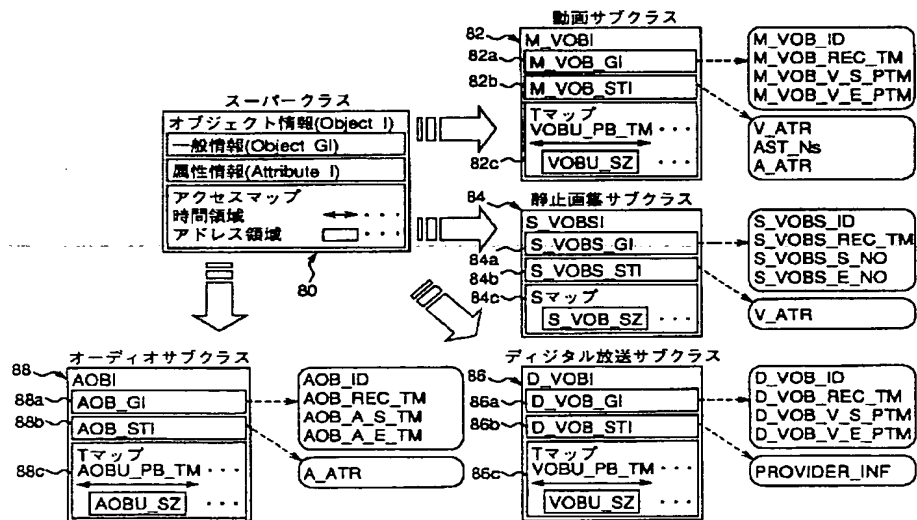 スーパークラス
オブジェクト情報(Object I)
一般情報(Object GI)
属性情報(Attribute I)
アクセスマップ
時間領域 ・・・
アドレス領域 ・・・
80
動画サブクラス
82
M_VOBI
82a
M_VOB_GI
82b
M_VOB_STI
Tマップ
VOBU_PB_TM ・・・
82c
VOBU_SZ ・・・
M_VOB_ID
M_VOB_REC_TM
M_VOB_V_S_PTM
M_VOB_V_E_PTM
V_ATR
AST_Ns
A_ATR
静止画集サブクラス
84
S_VOBSI
S_VOBS_GI
84a
S_VOBS_STI
84b
Sマップ
84c
S_VOB_SZ ・・・
S_VOBS_ID
S_VOBS_REC_TM
S_VOBS_S_NO
S_VOBS_E_NO
V_ATR
オーディオサブクラス
88
AOBI
88a
AOB_GI
88b
AOB_STI
Tマップ
AOBU_PB_TM ・・・
88c
AOBU_SZ ・・・
AOB_ID
AOB_REC_TM
AOB_A_S_TM
AOB_A_E_TM
A_ATR
ディジタル放送サブクラス
86
D_VOBI
86a
D_VOB_GI
86b
D_VOB_STI
Tマップ
VOBU_PB_TM ・・・
86c
VOBU_SZ ・・・
D_VOB_ID
D_VOB_REC_TM
D_VOB_V_S_PTM
D_VOB_V_E_PTM
PROVIDER_INF